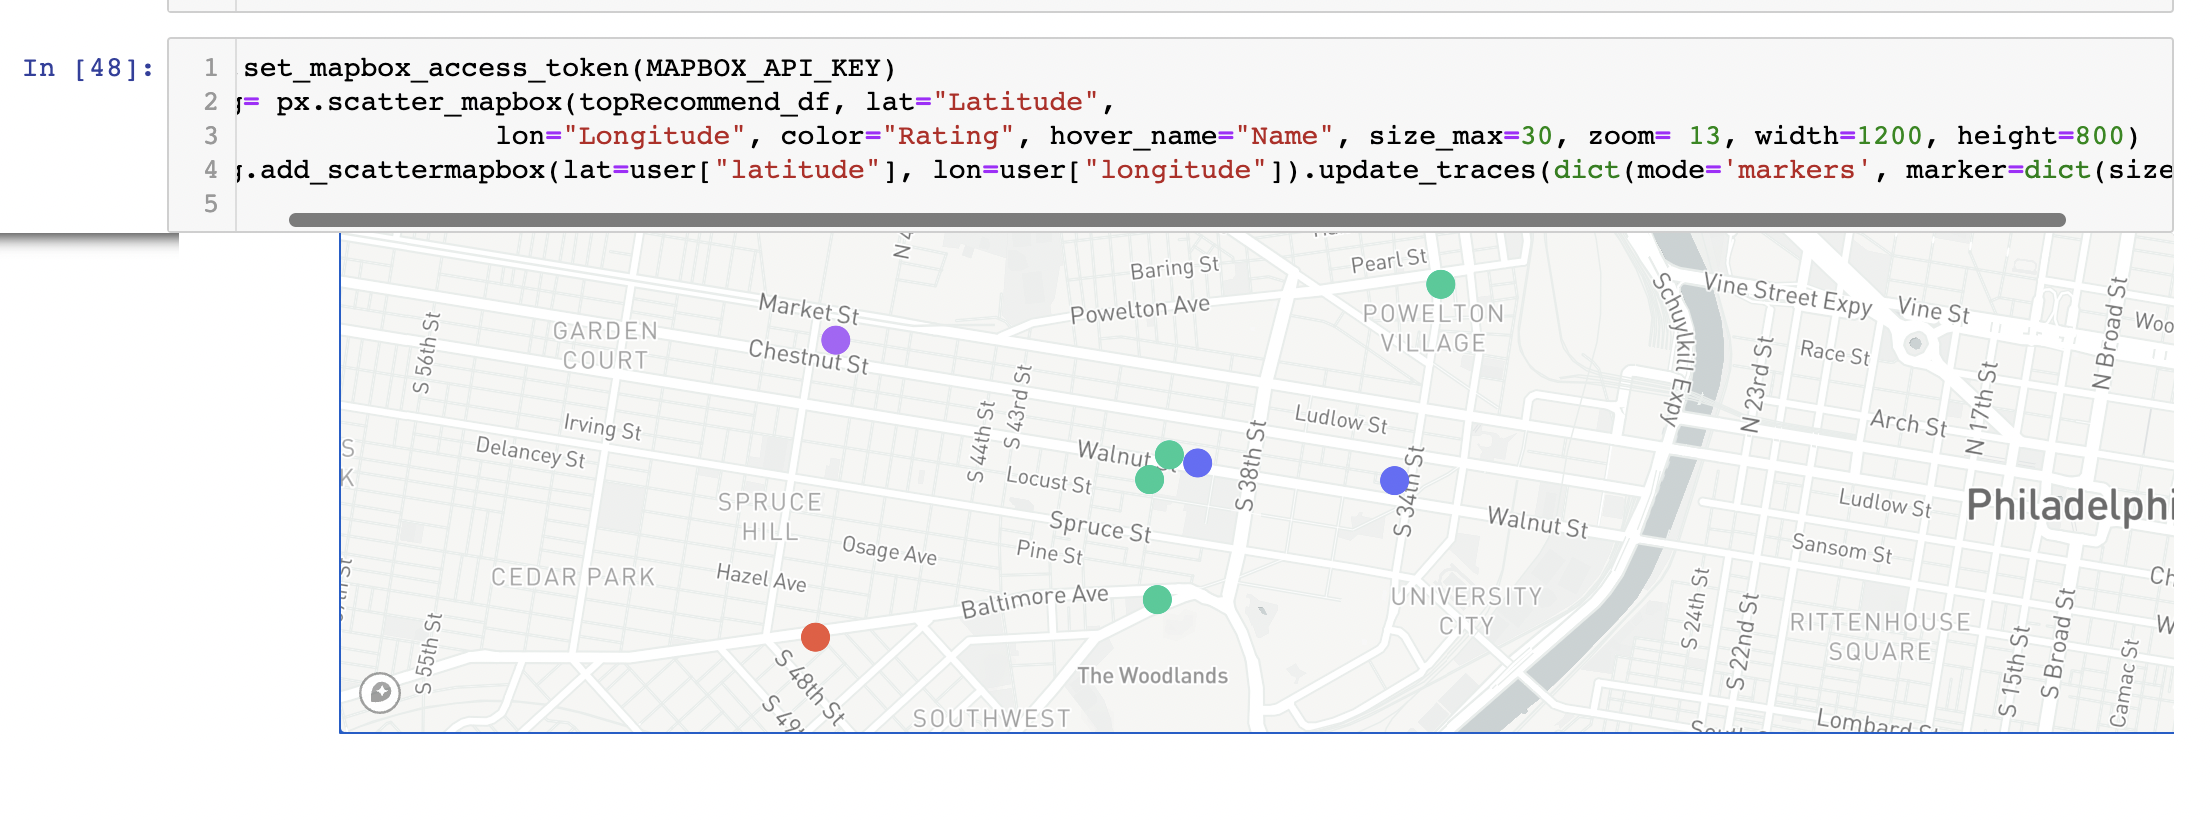 In [48]:
1 set_mapbox_access_token(MAPBOX_API_KEY)
2 g= px.scatter_mapbox(topRecommend_df, lat="Latitude",
3 lon="Longitude", color="Rating", hover_name="Name", size_max=30, zoom= 13, width=1200, height=800)
4 g.add_scattermapbox(lat=user["latitude"], lon=user["longitude"]).update_traces(dict(mode='markers', marker=dict(size
5
N 4
Baring St
Pearl St
Schuylkill Expy
Vine Street Expy
Vine St
N Broad St
Woo
Market St
Powelton Ave
POWELTON
VILLAGE
GARDEN
COURT
S 56th St
Chestnut St
Race St
N 23rd St
N 17th St
S 43rd St
S 44th St
Irving St
Delancey St
Ludlow St
Arch St
S
K
Walnut
Locust St
S 38th St
S 34th St
SPRUCE
HILL
Spruce St
Walnut St
Ludlow St
Philadelphi
Osage Ave
Pine St
Sansom St
CEDAR PARK
Hazel Ave
Baltimore Ave
UNIVERSITY
CITY
S 24th St
S 22nd St
RITTENHOUSE
SQUARE
S Broad St
Ch
W
S 55th St
S 48th St
S 49t
The Woodlands
S 15th St
Camac St
SOUTHWEST
Lombard St